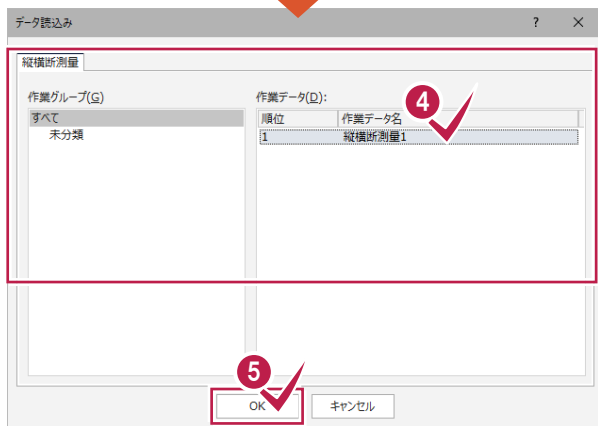 データ読込み ? ×
縦横断測量
作業グループ(G) 作業データ(D):
4
すべて 順位 作業データ名
未分類 1 縦横断測量1
5
OK キャンセル